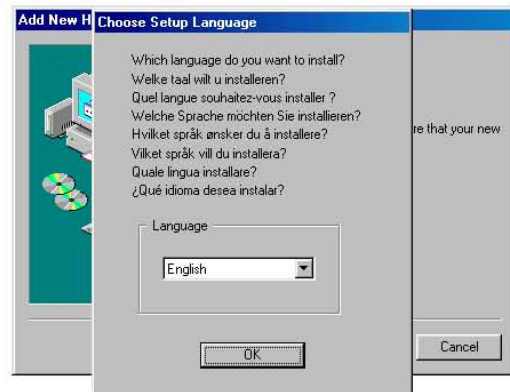 Add New H
Choose Setup Language
Which language do you want to install?
Welke taal wilt u installeren?
Quel langue souhaitez-vous installer ?
Welche Sprache möchten Sie installieren?
Hvilket språk ønsker du å installere?
Vilket språk vill du installera?
Quale lingua installare?
¿Qué idioma desea instalar?
re that your new
Language
English
OK
Cancel